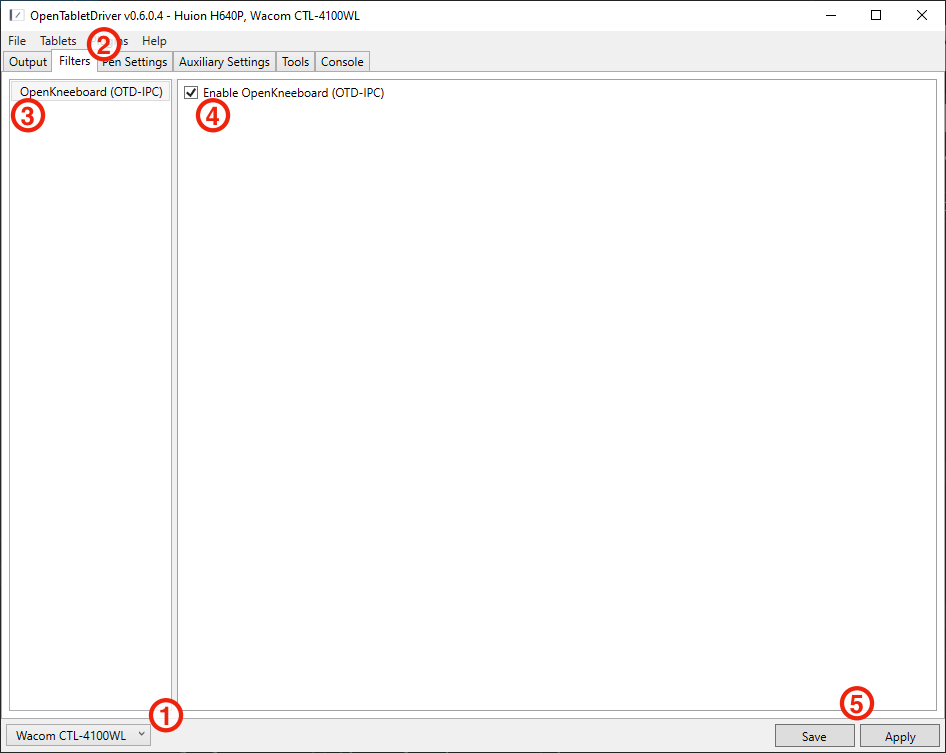 OpenTabletDriver v0.6.0.4 - Huion H640P, Wacom CTL-4100WL
File Tablets Help
2
Output Filters Pen Settings Auxiliary Settings Tools Console
OpenKneeboard (OTD-IPC)
Enable OpenKneeboard (OTD-IPC)
3
4
1
5
Wacom CTL-4100WL
Save Apply